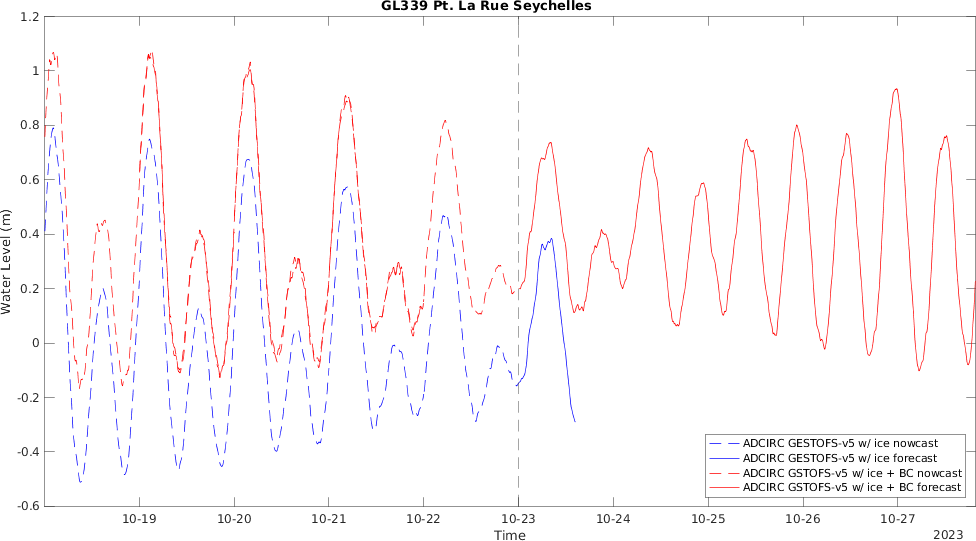 GL339 Pt. La Rue Seychelles
1.2
1
0.8
0.6
0.4
0.2
0
-0.2
-0.4
-0.6
Water Level (m)
ADCIRC GESTOFS-v5 w/ ice nowcast
ADCIRC GESTOFS-v5 w/ ice forecast
ADCIRC GSTOFS-v5 w/ ice + BC nowcast
ADCIRC GSTOFS-v5 w/ ice + BC forecast
10-19 10-20 10-21 10-22 10-23 10-24 10-25 10-26 10-27
Time
2023